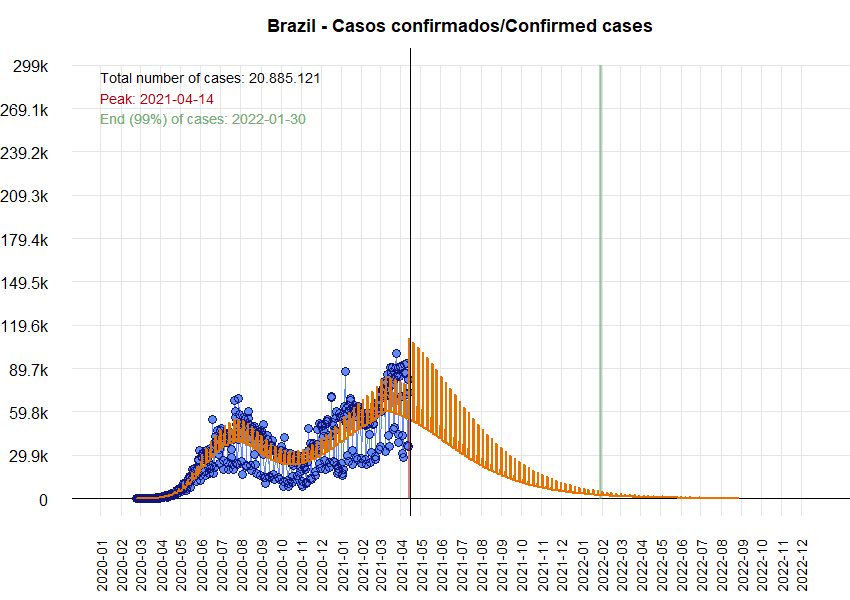 Brazil - Casos confirmados/Confirmed cases
Total number of cases: 20.885.121
Peak: 2021-04-14
End (99%) of cases: 2022-01-30
299k
269.1k
239.2k
209.3k
179.4k
149.5k
119.6k
89.7k
59.8k
29.9k
0
2020-01
2020-02
2020-03
2020-04
2020-05
2020-06
2020-07
2020-08
2020-09
2020-10
2020-11
2020-12
2021-01
2021-02
2021-03
2021-04
2021-05
2021-06
2021-07
2021-08
2021-09
2021-10
2021-11
2021-12
2022-01
2022-02
2022-03
2022-04
2022-05
2022-06
2022-07
2022-08
2022-09
2022-10
2022-11
2022-12